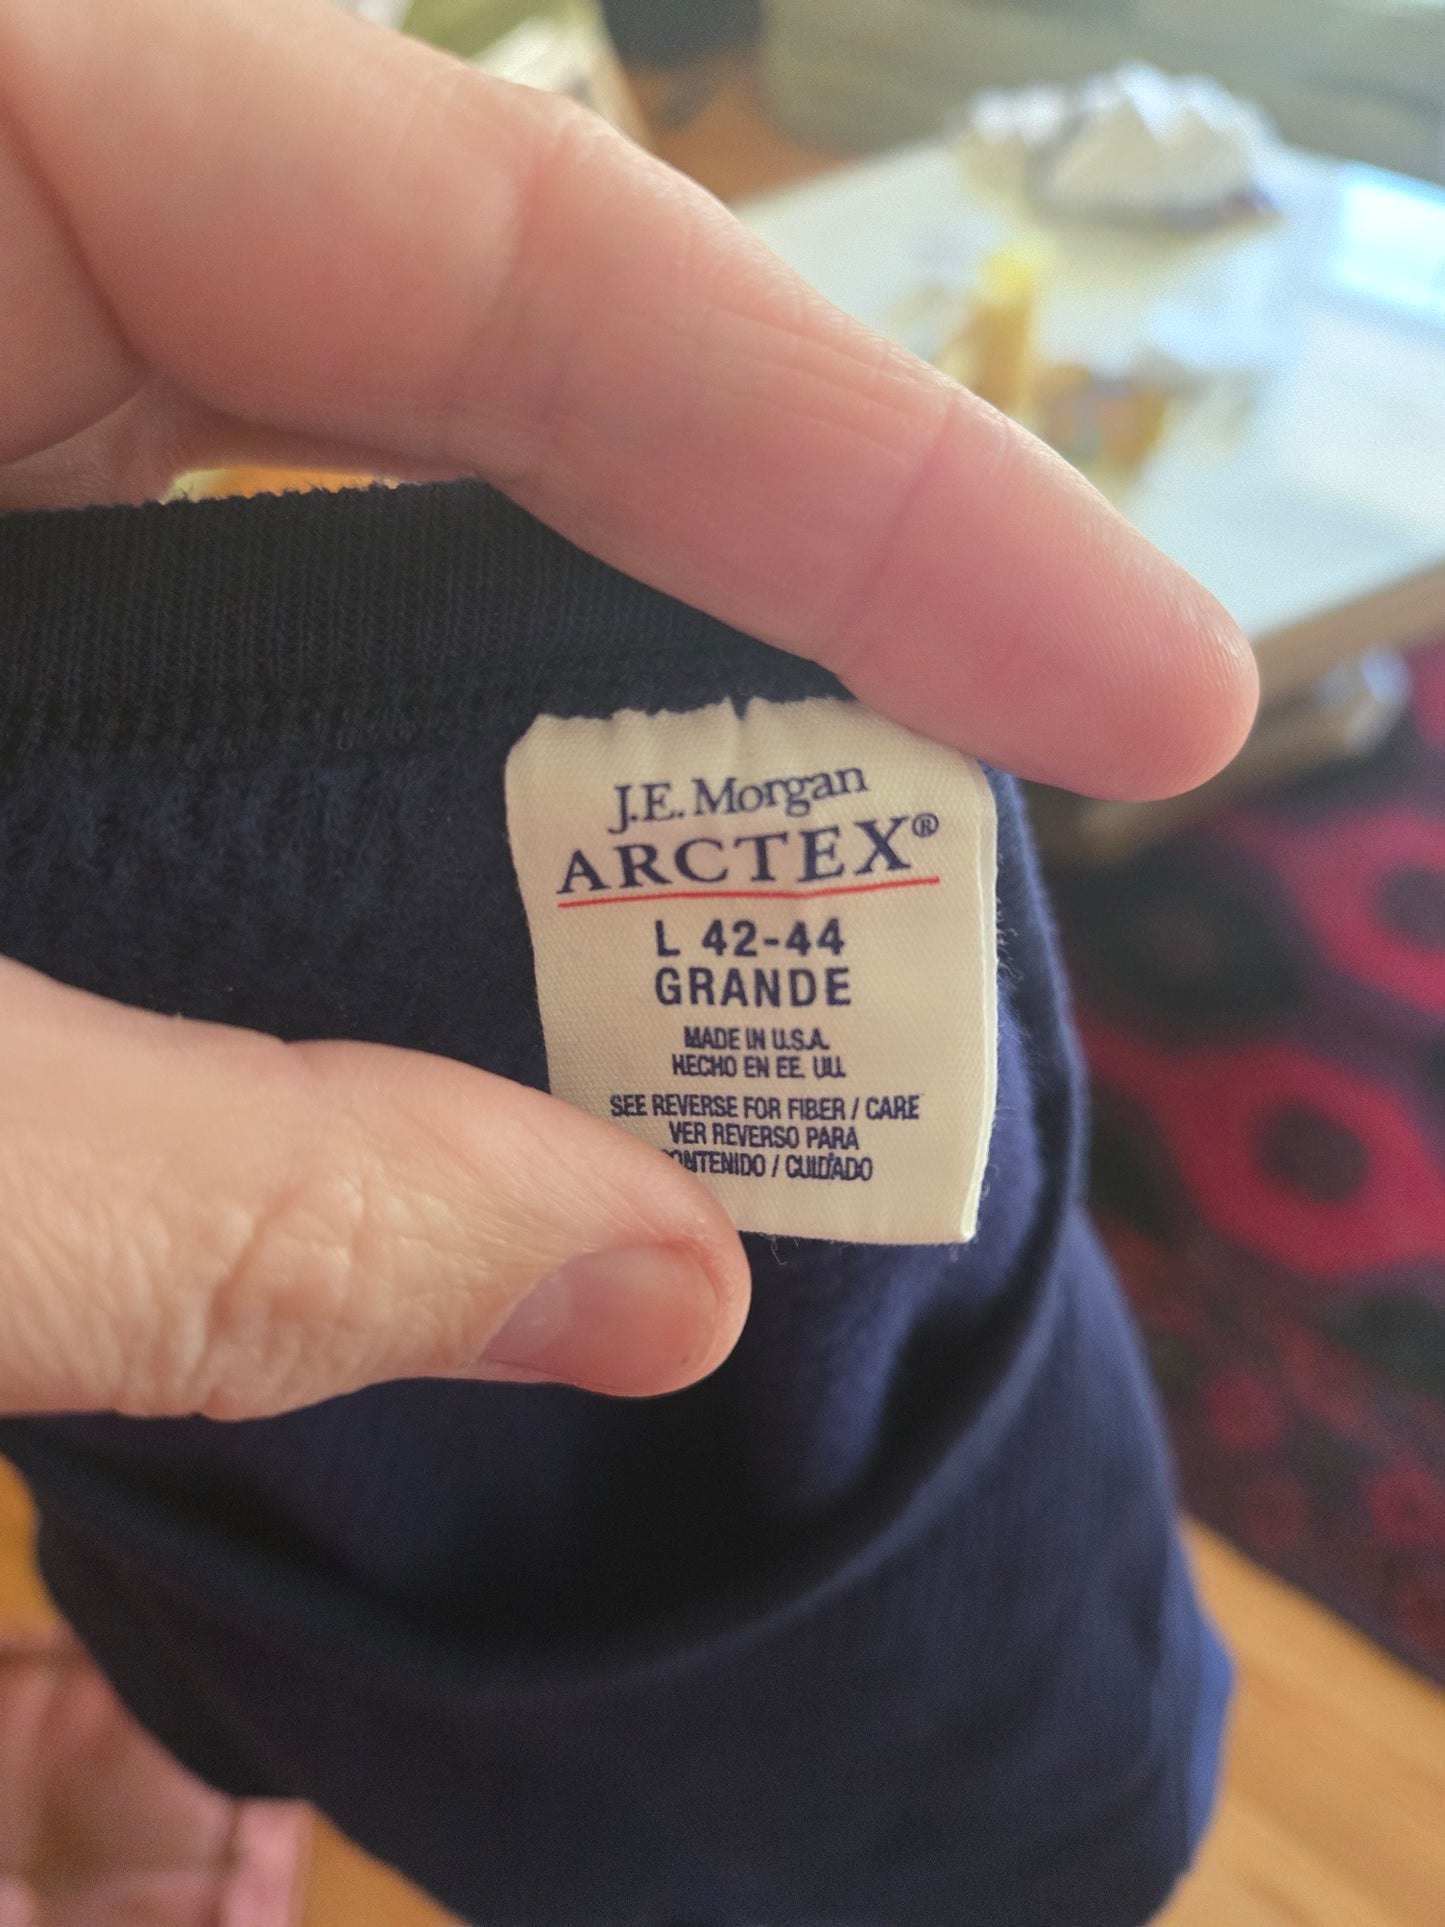 J.E. Morgan
ARCTEX®
L 42-44
GRANDE
MADE IN U.S.A.
HECHO EN EE. UU.
SEE REVERSE FOR FIBER / CARE
VER REVERSO PARA
CONTENIDO / CUIDADO